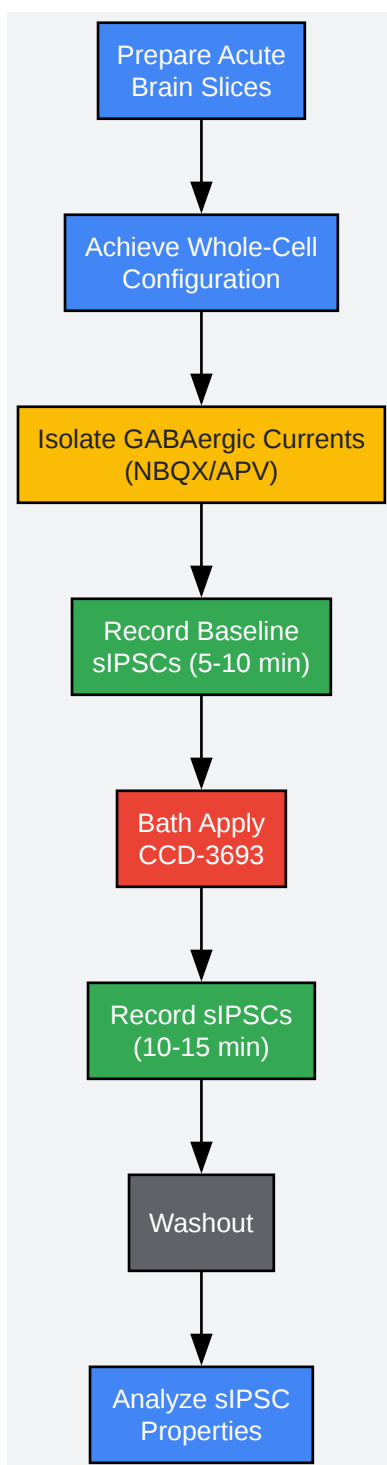 Prepare Acute
Brain Slices
Achieve Whole-Cell
Configuration
Isolate GABAergic Currents
(NBQX/APV)
Record Baseline
sIPSCs (5-10 min)
Bath Apply
CCD-3693
Record sIPSCs
(10-15 min)
Washout
Analyze sIPSC
Properties